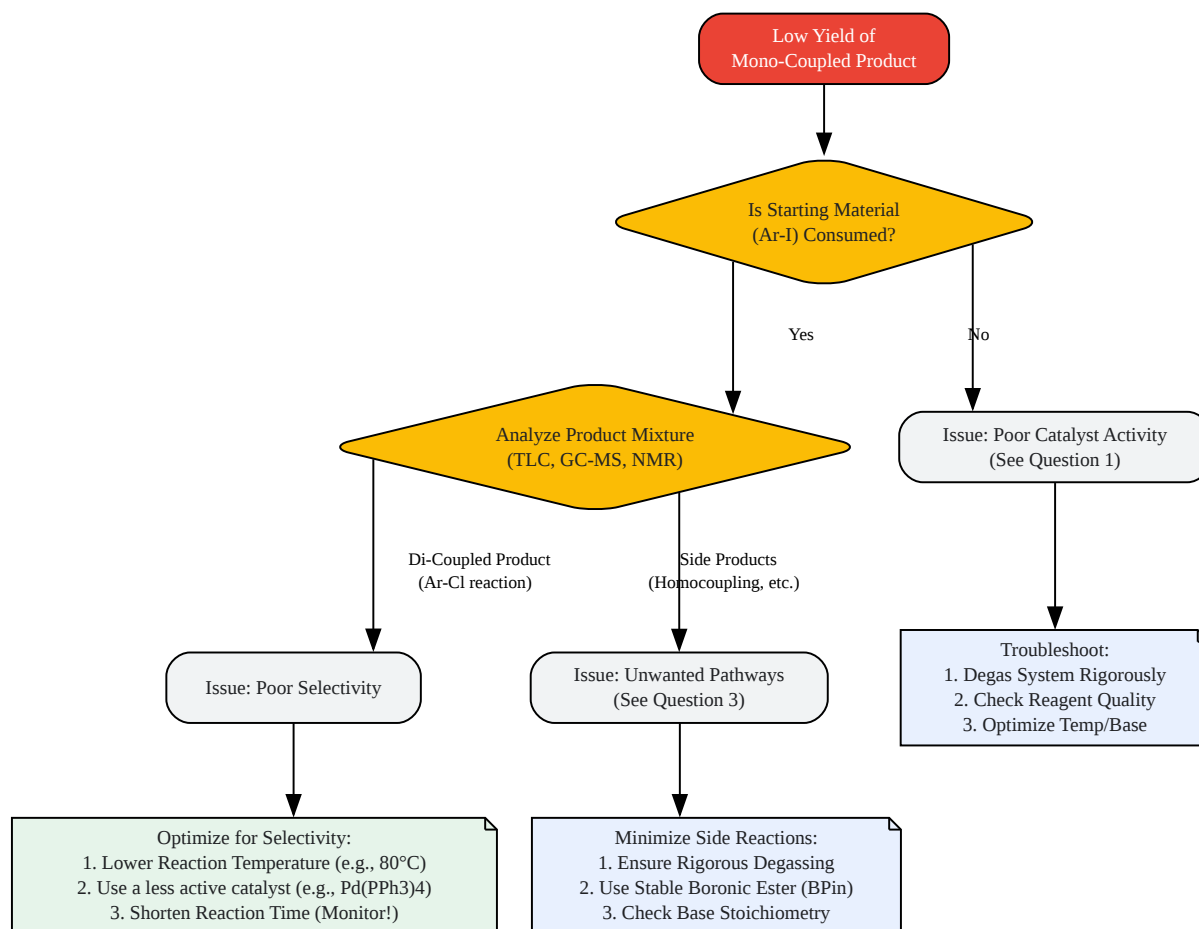 Low Yield of
Mono-Coupled Product
Is Starting Material
(Ar-I) Consumed?
Yes
No
Analyze Product Mixture
(TLC, GC-MS, NMR)
Issue: Poor Catalyst Activity
(See Question 1)
Di-Coupled Product
(Ar-Cl reaction)
Side Products
(Homocoupling, etc.)
Issue: Poor Selectivity
Issue: Unwanted Pathways
(See Question 3)
Troubleshoot:
1. Degas System Rigorously
2. Check Reagent Quality
3. Optimize Temp/Base
Optimize for Selectivity:
1. Lower Reaction Temperature (e.g., 80°C)
2. Use a less active catalyst (e.g., Pd(PPh3)4)
3. Shorten Reaction Time (Monitor!)
Minimize Side Reactions:
1. Ensure Rigorous Degassing
2. Use Stable Boronic Ester (BPin)
3. Check Base Stoichiometry